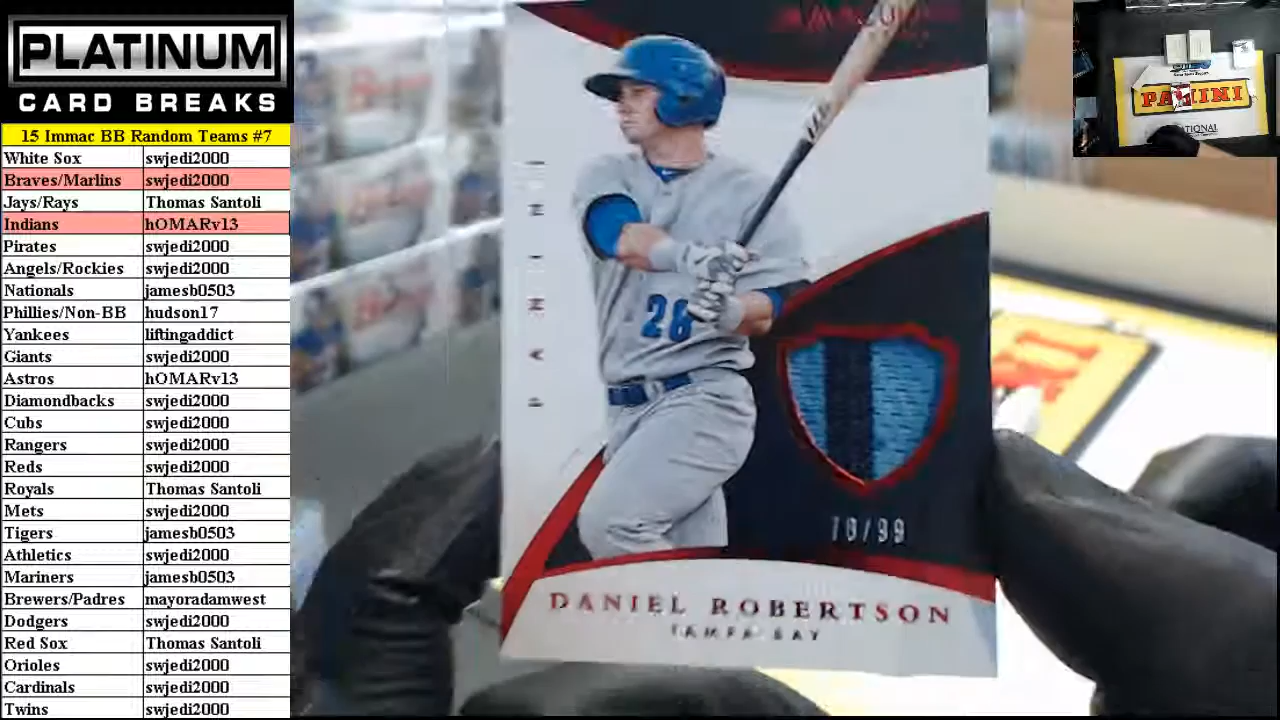 PLATINUM
CARD BREAKS
15 Immac BB Random Teams #7
White Sox swjedi2000
Braves/Marlins swjedi2000
Jays/Rays Thomas Santoli
Indians hOMARv13
Pirates swjedi2000
Angels/Rockies swjedi2000
Nationals jamesb0503
Phillies/Non-BB hudson17
Yankees liftingaddict
Giants swjedi2000
Astros hOMARv13
Diamondbacks swjedi2000
Cubs swjedi2000
Rangers swjedi2000
Reds swjedi2000
Royals Thomas Santoli
Mets swjedi2000
Tigers jamesb0503
Athletics swjedi2000
Mariners jamesb0503
Brewers/Padres mayoradamwest
Dodgers swjedi2000
Red Sox Thomas Santoli
Orioles swjedi2000
Cardinals swjedi2000
Twins swjedi2000
28
78/99
DANIEL ROBERTSON
TAMPA BAY
PANINI